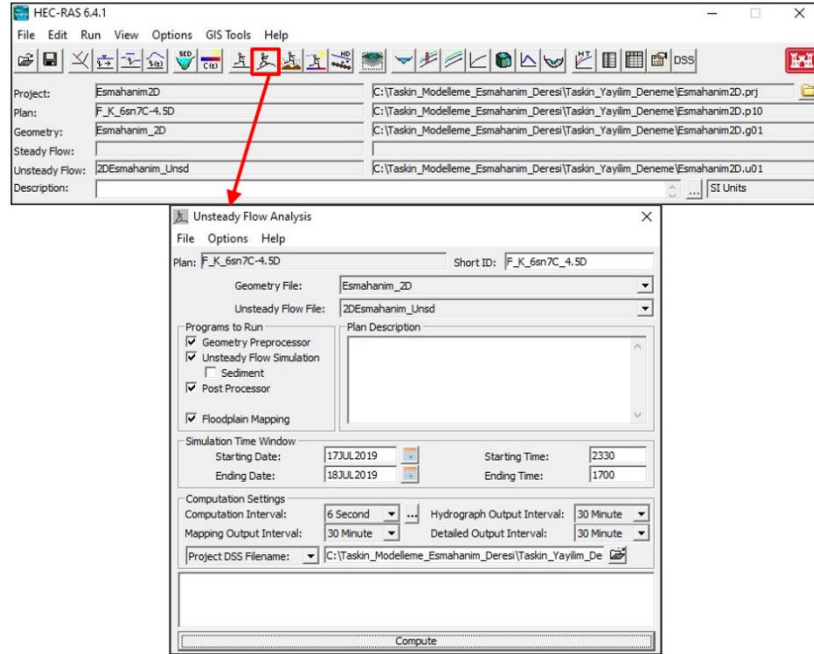 HEC-RAS 6.4.1
File Edit Run View Options GIS Tools Help
SED C(t) HD H.T. DSS
Project: Esmahanim2D C:\Taskin_Modelleme_Esmahanim_Deresi\Taskin_Yayilim_Deneme\Esmahanim2D.prj
Plan: F_K_6sn7C-4.5D C:\Taskin_Modelleme_Esmahanim_Deresi\Taskin_Yayilim_Deneme\Esmahanim2D.p10
Geometry: Esmahanim_2D C:\Taskin_Modelleme_Esmahanim_Deresi\Taskin_Yayilim_Deneme\Esmahanim2D.g01
Steady Flow:
Unsteady Flow: 2DEsmahanim_Unsd C:\Taskin_Modelleme_Esmahanim_Deresi\Taskin_Yayilim_Deneme\Esmahanim2D.u01
Description: ... SI Units
Unsteady Flow Analysis
File Options Help
Plan: F_K_6sn7C-4.5D Short ID: F_K_6sn7C_4.5D
Geometry File: Esmahanim_2D
Unsteady Flow File: 2DEsmahanim_Unsd
Programs to Run Plan Description
Geometry Preprocessor
Unsteady Flow Simulation
Sediment
Post Processor
Floodplain Mapping
Simulation Time Window
Starting Date: 17JUL2019 Starting Time: 2330
Ending Date: 18JUL2019 Ending Time: 1700
Computation Settings
Computation Interval: 6 Second ... Hydrograph Output Interval: 30 Minute
Mapping Output Interval: 30 Minute Detailed Output Interval: 30 Minute
Project DSS Filename: C:\Taskin_Modelleme_Esmahanim_Deresi\Taskin_Yayilim_De
Compute